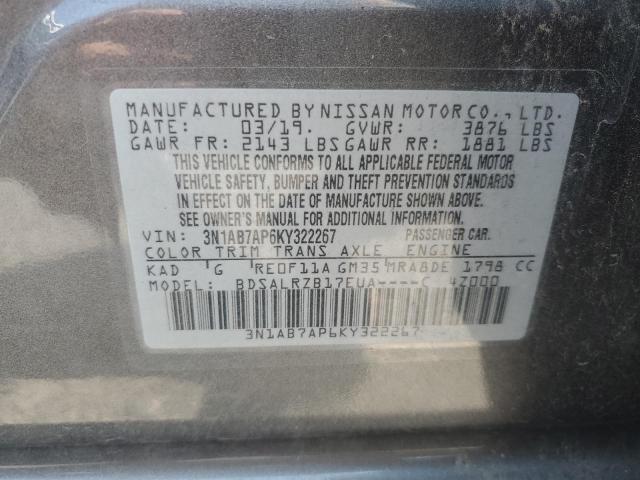 MANUFACTURED BY NISSAN MOTOR CO., LTD.
DATE: 03/19. GVWR: 3876 LBS
GAWR FR: 2143 LBS GAWR RR: 1881 LBS
THIS VEHICLE CONFORMS TO ALL APPLICABLE FEDERAL MOTOR
VEHICLE SAFETY, BUMPER AND THEFT PREVENTION STANDARDS
IN EFFECT ON THE DATE OF MANUFACTURE SHOWN ABOVE.
SEE OWNER'S MANUAL FOR ADDITIONAL INFORMATION.
VIN: 3N1AB7AP6KY322267 PASSENGER CAR.
COLOR TRIM TRANS AXLE ENGINE
KAD G RE0F11A GM35 MRA8DE 1798 CC
MODEL: BDSALRZB17EUA----C 4Z000
3N1AB7AP6KY322267